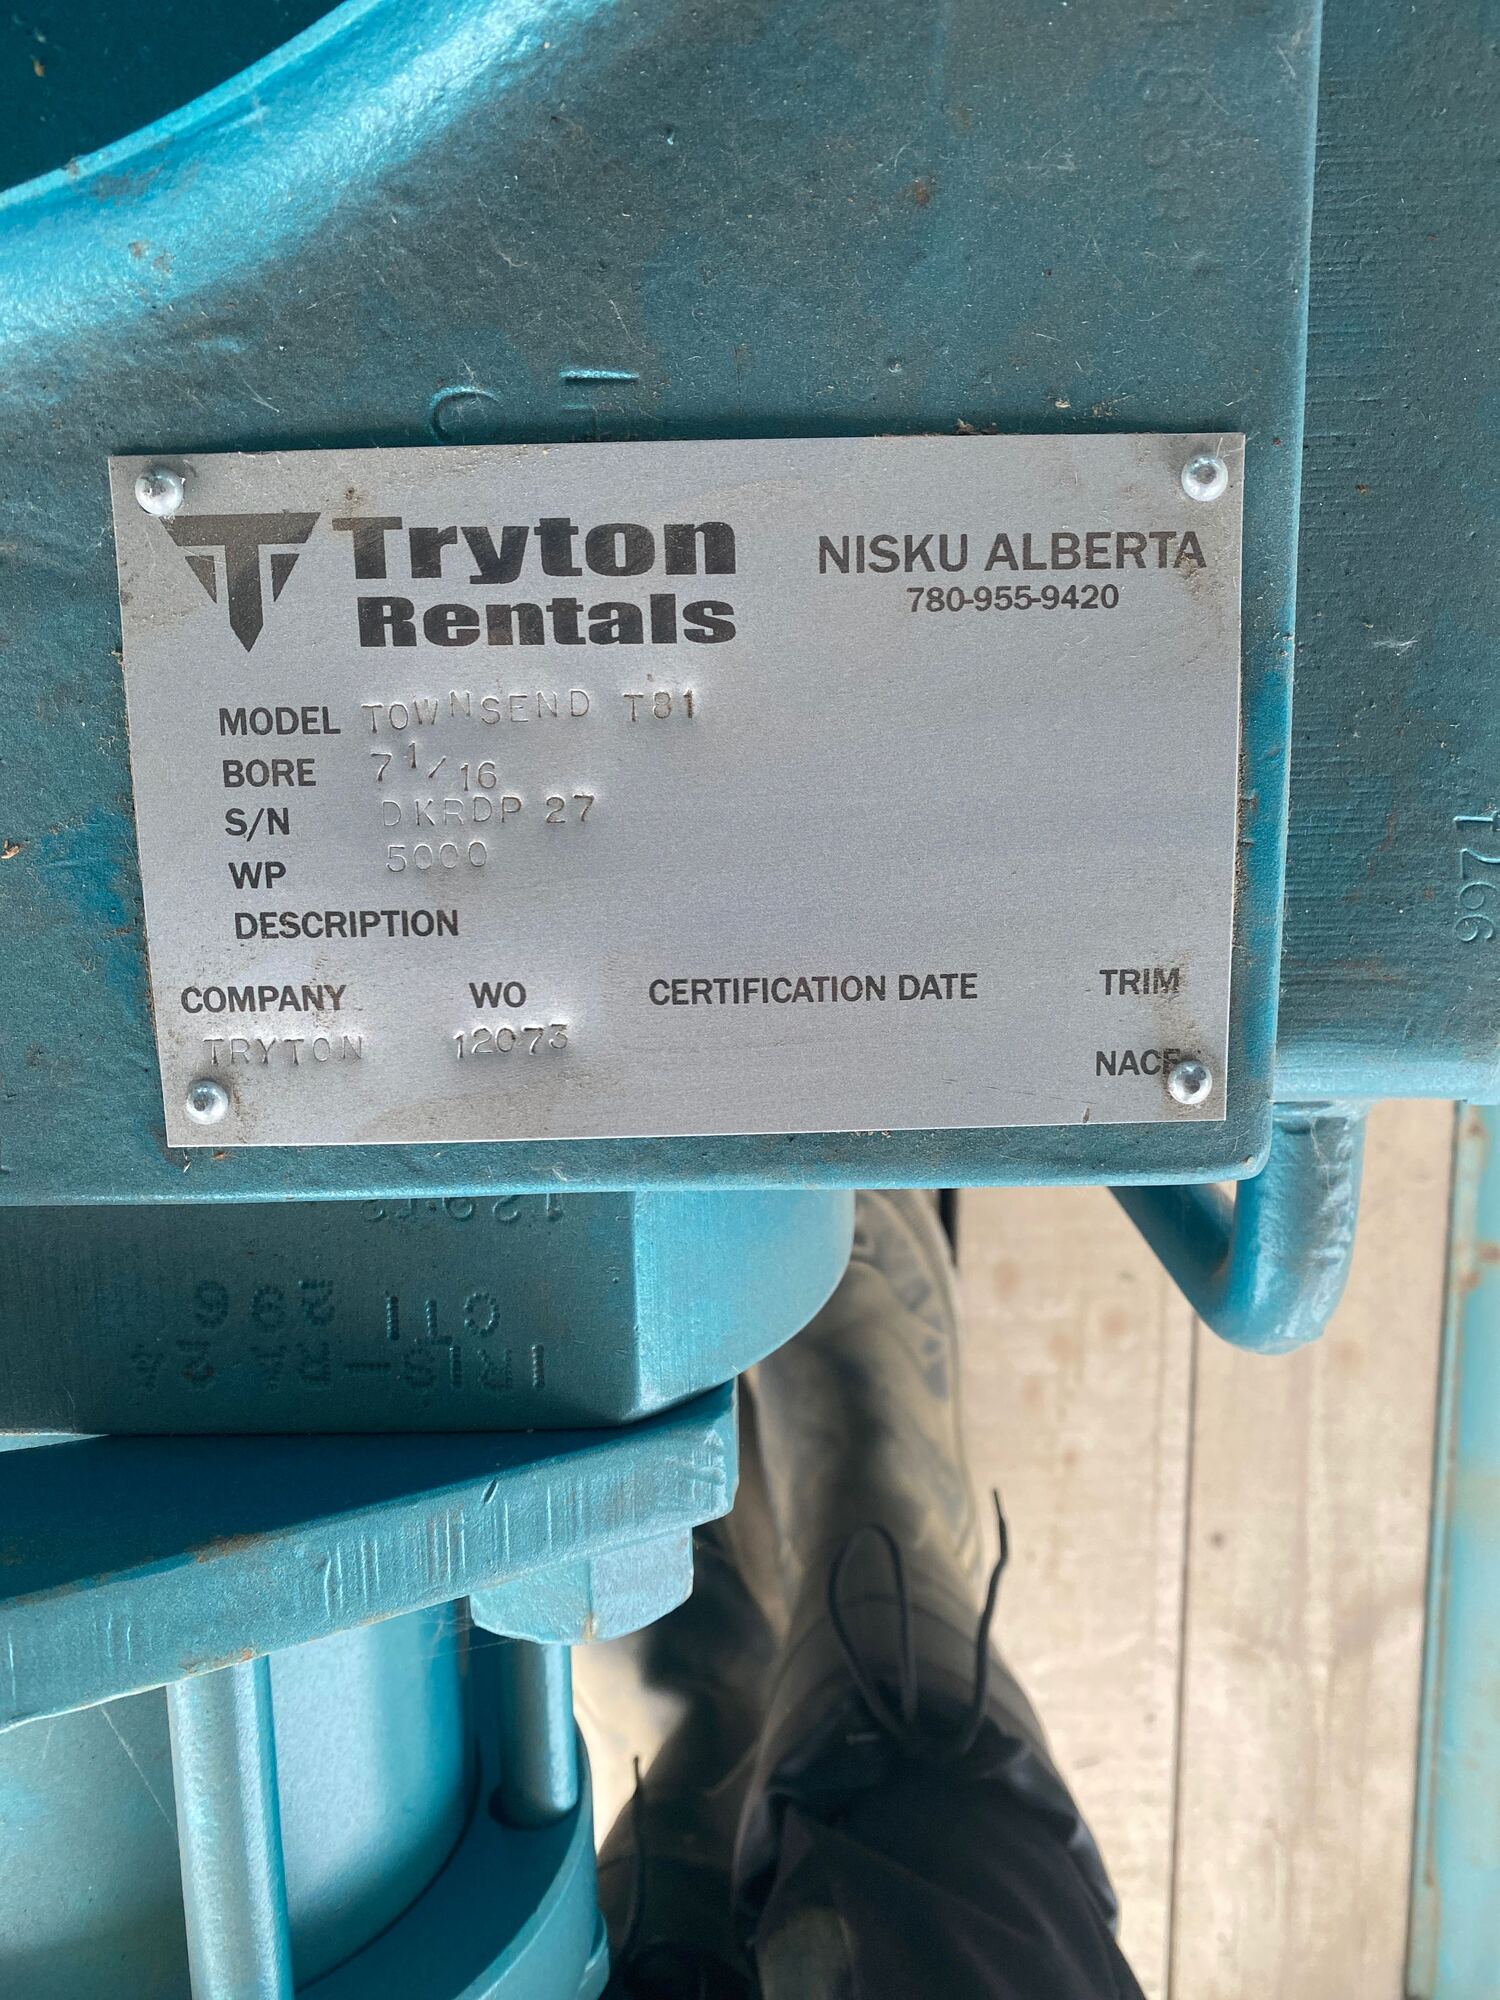 Tryton
Rentals
NISKU ALBERTA
780-955-9420
MODEL TOWNSEND T81
BORE 7 1/16
S/N DKRDP 27
WP 5000
DESCRIPTION
COMPANY WO CERTIFICATION DATE TRIM
TRYTON 12073
NACE
1766